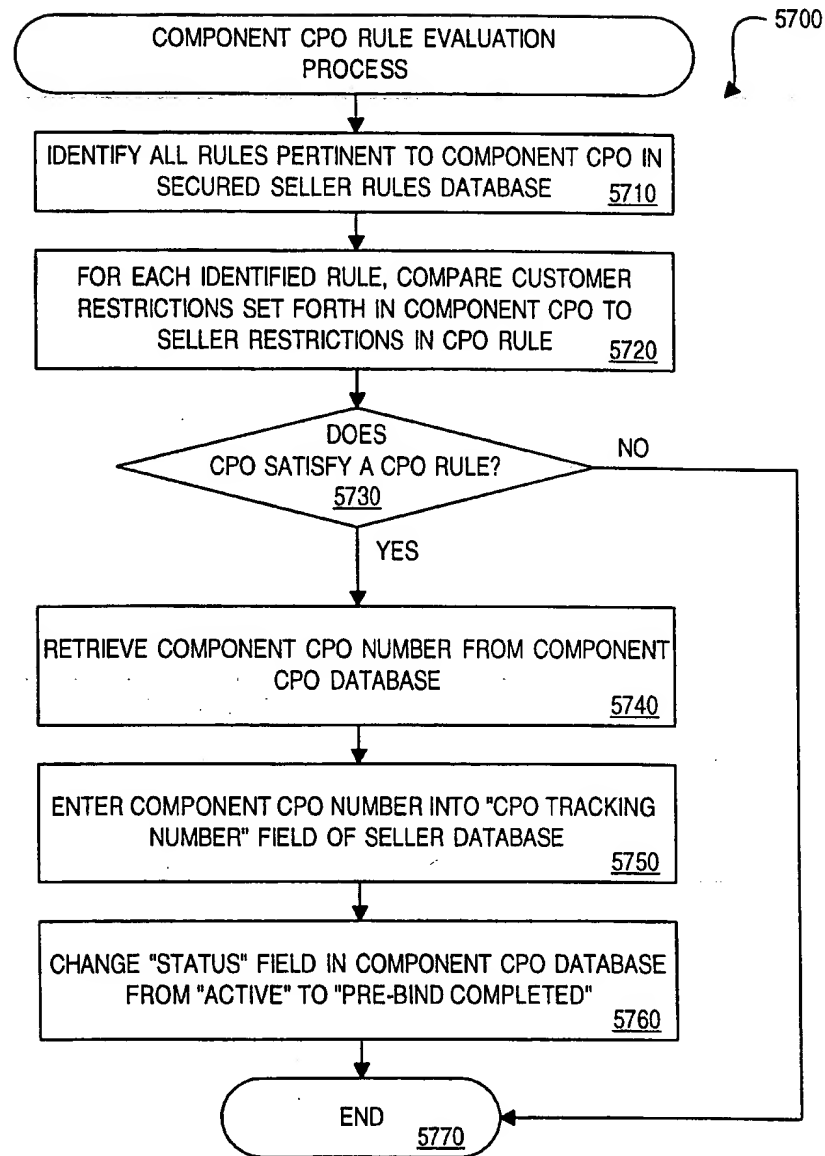 5700
COMPONENT CPO RULE EVALUATION
PROCESS
IDENTIFY ALL RULES PERTINENT TO COMPONENT CPO IN
SECURED SELLER RULES DATABASE
5710
FOR EACH IDENTIFIED RULE, COMPARE CUSTOMER
RESTRICTIONS SET FORTH IN COMPONENT CPO TO
SELLER RESTRICTIONS IN CPO RULE
5720
DOES
CPO SATISFY A CPO RULE?
5730
NO
YES
RETRIEVE COMPONENT CPO NUMBER FROM COMPONENT
CPO DATABASE
5740
ENTER COMPONENT CPO NUMBER INTO "CPO TRACKING
NUMBER" FIELD OF SELLER DATABASE
5750
CHANGE "STATUS" FIELD IN COMPONENT CPO DATABASE
FROM "ACTIVE" TO "PRE-BIND COMPLETED"
5760
END
5770